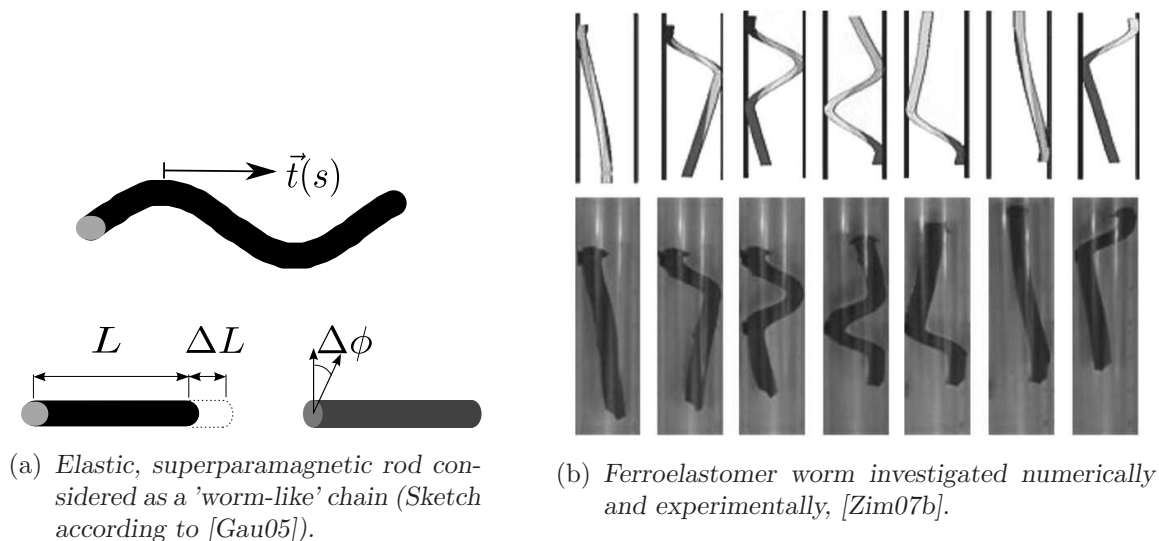 t⃗(s)
L
ΔL
Δϕ
(a) Elastic, superparamagnetic rod con-
sidered as a 'worm-like' chain (Sketch
according to [Gau05]).
(b) Ferroelastomer worm investigated numerically
and experimentally, [Zim07b].